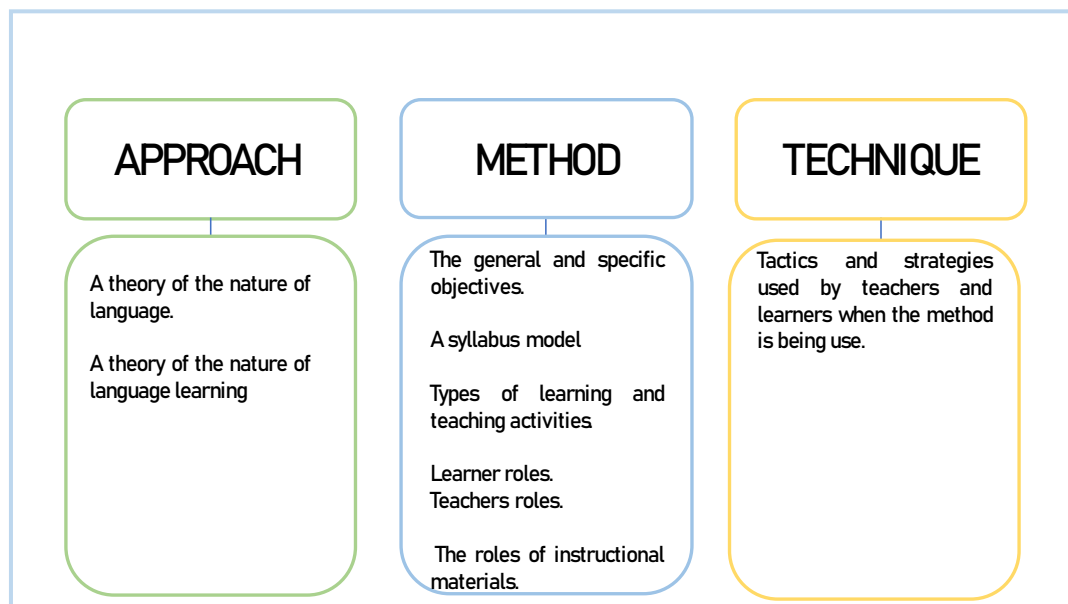 APPROACH
A theory of the nature of
language.
A theory of the nature of
language learning
METHOD
The general and specific
objectives.
A syllabus model
Types of learning and
teaching activities.
Learner roles.
Teachers roles.
The roles of instructional
materials.
TECHNIQUE
Tactics and strategies
used by teachers and
learners when the method
is being use.